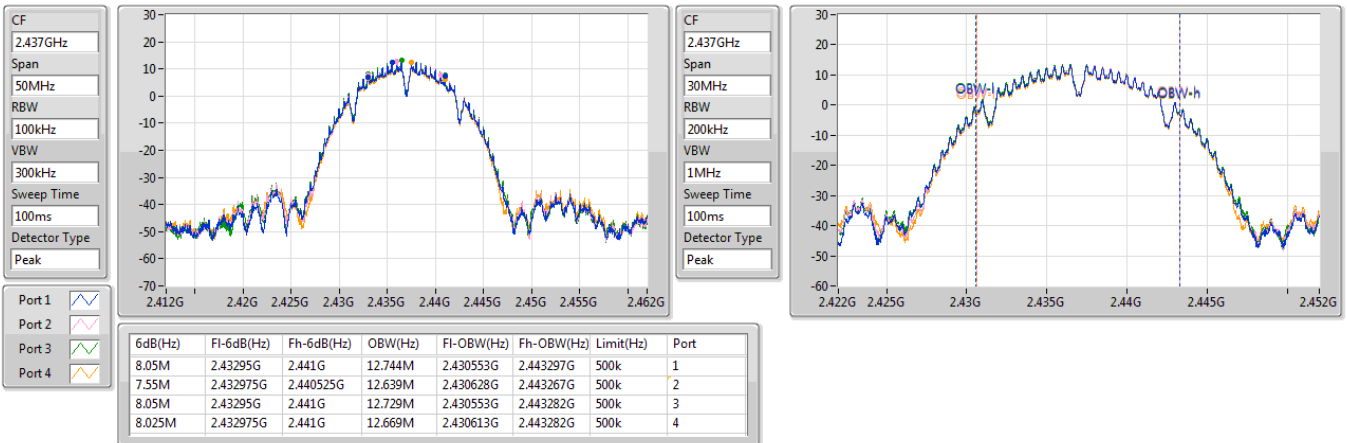 CF
2.437GHz
Span
50MHz
RBW
100kHz
VBW
300kHz
Sweep Time
100ms
Detector Type
Peak
30
20
10
0
-10
-20
-30
-40
-50
-60
-70
2.412G 2.42G 2.425G 2.43G 2.435G 2.44G 2.445G 2.45G 2.455G 2.462G
CF
2.437GHz
Span
30MHz
RBW
200kHz
VBW
1MHz
Sweep Time
100ms
Detector Type
Peak
30
20
10
0
-10
-20
-30
-40
-50
-60
OBW-l OBW-h
2.422G 2.425G 2.43G 2.435G 2.44G 2.445G 2.452G
Port 1
Port 2
Port 3
Port 4
6dB(Hz) Fl-6dB(Hz) Fh-6dB(Hz) OBW(Hz) Fl-OBW(Hz) Fh-OBW(Hz) Limit(Hz) Port
8.05M 2.43295G 2.441G 12.744M 2.430553G 2.443297G 500k 1
7.55M 2.432975G 2.440525G 12.639M 2.430628G 2.443267G 500k 2
8.05M 2.43295G 2.441G 12.729M 2.430553G 2.443282G 500k 3
8.025M 2.432975G 2.441G 12.669M 2.430613G 2.443282G 500k 4